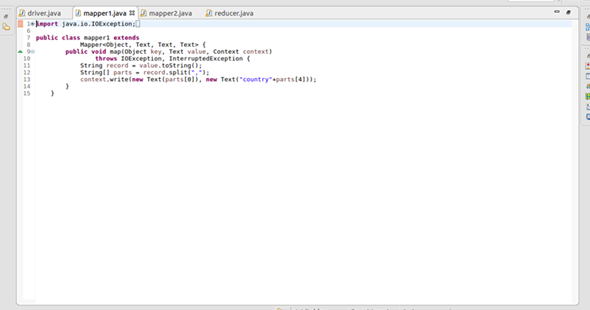 driver.java mapper1.java mapper2.java reducer.java
1 import java.io.IOException;
6
7 public class mapper1 extends
8 Mapper<Object, Text, Text, Text> {
9 public void map(Object key, Text value, Context context)
10 throws IOException, InterruptedException {
11 String record = value.toString();
12 String[] parts = record.split(",");
13 context.write(new Text(parts[0]), new Text("country"+parts[4]));
14 }
15 }